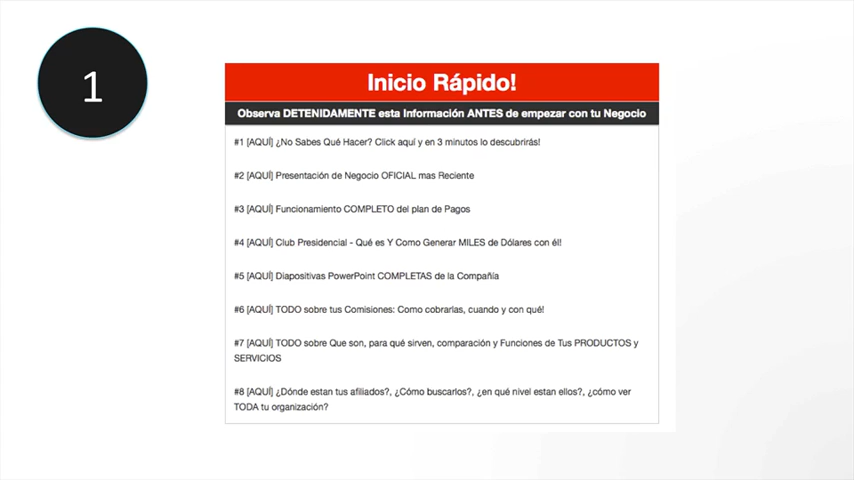 1
Inicio Rápido!
Observa DETENIDAMENTE esta Información ANTES de empezar con tu Negocio
#1 [AQUÍ] ¿No Sabes Qué Hacer? Click aquí y en 3 minutos lo descubrirás!
#2 [AQUÍ] Presentación de Negocio OFICIAL mas Reciente
#3 [AQUÍ] Funcionamiento COMPLETO del plan de Pagos
#4 [AQUÍ] Club Presidencial - Qué es Y Como Generar MILES de Dólares con él!
#5 [AQUÍ] Diapositivas PowerPoint COMPLETAS de la Compañía
#6 [AQUÍ] TODO sobre tus Comisiones: Como cobrarlas, cuando y con qué!
#7 [AQUÍ] TODO sobre Que son, para qué sirven, comparación y Funciones de Tus PRODUCTOS y
SERVICIOS
#8 [AQUÍ] ¿Dónde estan tus afiliados?, ¿Cómo buscarlos?, ¿en qué nivel estan ellos?, ¿cómo ver
TODA tu organización?